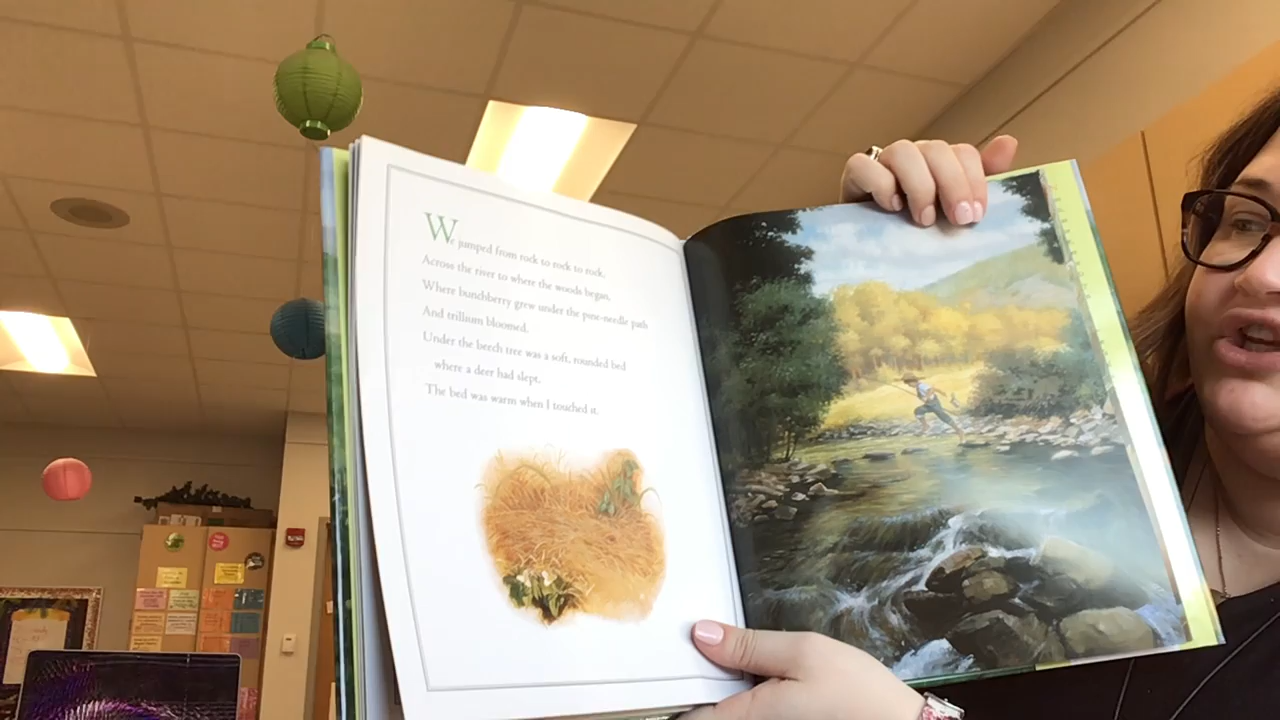 We jumped from rock to rock to rock,
Across the river to where the woods began,
Where bunchberry grew under the pine-needle path
And trillium bloomed.
Under the beech tree was a soft, rounded bed
where a deer had slept.
The bed was warm when I touched it.